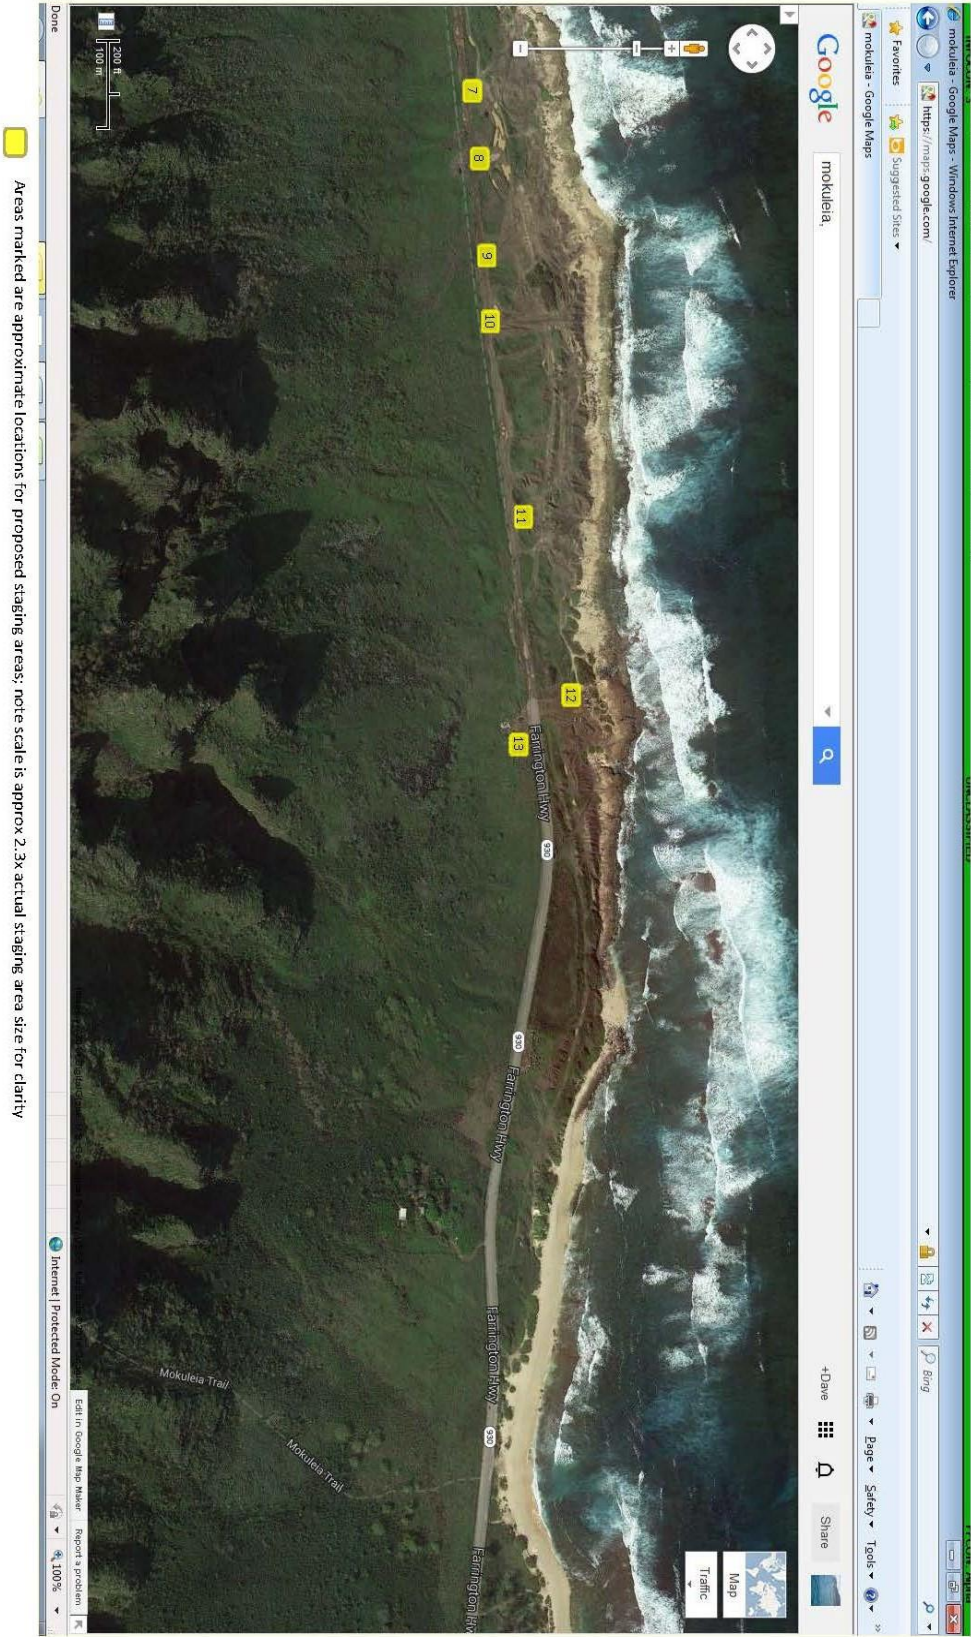 mokuleia - Google Maps - Windows Internet Explorer
https://maps.google.com/
Bing
Favorites
Suggested Sites
mokuleia - Google Maps
Page
Safety
Tools
Google
mokuleia,
+Dave
Share
Map
Traffic
7
8
9
10
11
12
13
Farrington Hwy
930
930
Farrington Hwy
Farrington Hwy
930
Farrington Hw
Mokuleia Trail
Mokuleia Trail
200 ft
100 m
Edit in Google Map Maker
Report a problem
Done
Internet | Protected Mode: On
100%
Areas marked are approximate locations for proposed staging areas; note scale is approx 2.3x actual staging area size for clarity